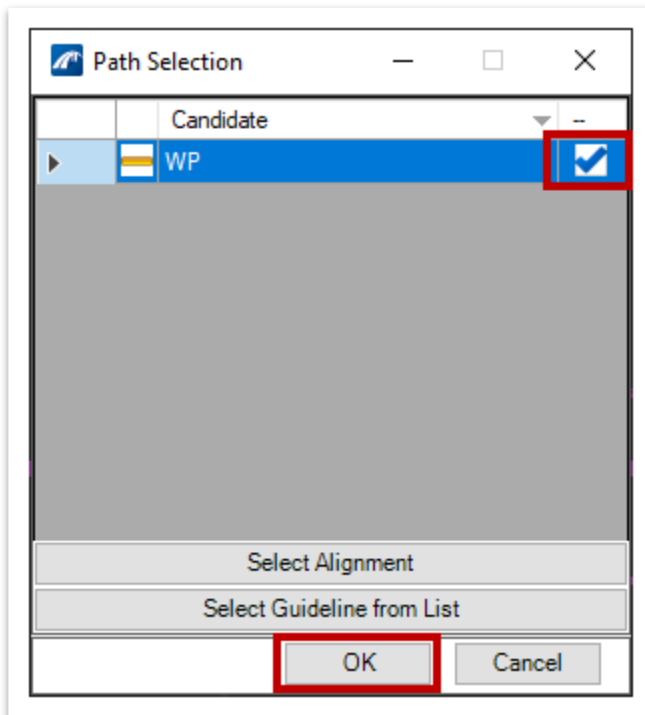 Path Selection
Candidate --
WP
Select Alignment
Select Guideline from List
OK Cancel